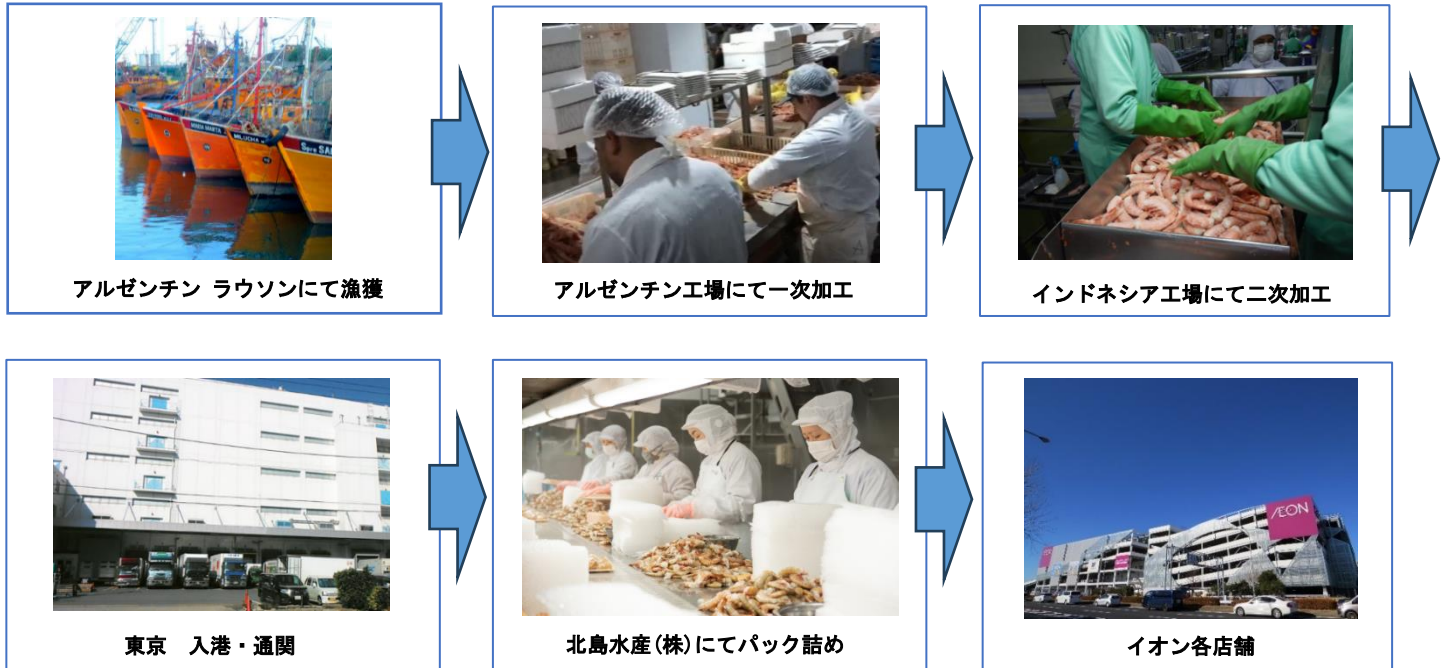 MILUCHA
アルゼンチン ラウソンにて漁獲
アルゼンチン工場にて一次加工
インドネシア工場にて二次加工
東京　入港・通関
北島水産(株)にてパック詰め
ÆON
イオン各店舗